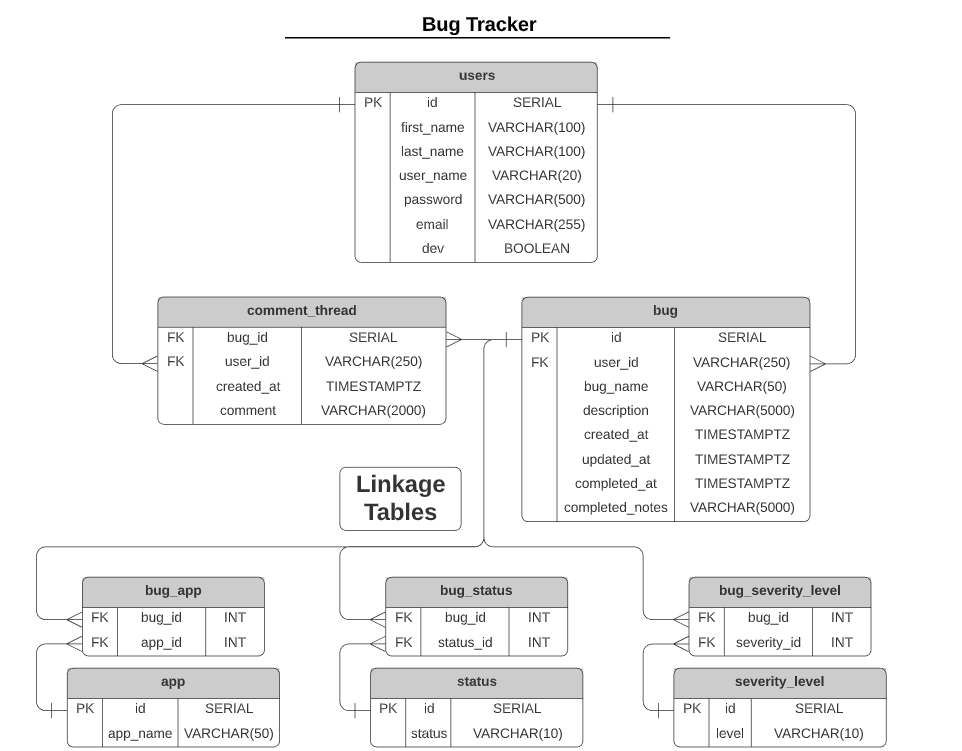 Bug Tracker
users
PK id SERIAL
first_name VARCHAR(100)
last_name VARCHAR(100)
user_name VARCHAR(20)
password VARCHAR(500)
email VARCHAR(255)
dev BOOLEAN
comment_thread
FK bug_id SERIAL
FK user_id VARCHAR(250)
created_at TIMESTAMPTZ
comment VARCHAR(2000)
bug
PK id SERIAL
FK user_id VARCHAR(250)
bug_name VARCHAR(50)
description VARCHAR(5000)
created_at TIMESTAMPTZ
updated_at TIMESTAMPTZ
completed_at TIMESTAMPTZ
completed_notes VARCHAR(5000)
Linkage
Tables
bug_app
FK bug_id INT
FK app_id INT
bug_status
FK bug_id INT
FK status_id INT
bug_severity_level
FK bug_id INT
FK severity_id INT
app
PK id SERIAL
app_name VARCHAR(50)
status
PK id SERIAL
status VARCHAR(10)
severity_level
PK id SERIAL
level VARCHAR(10)